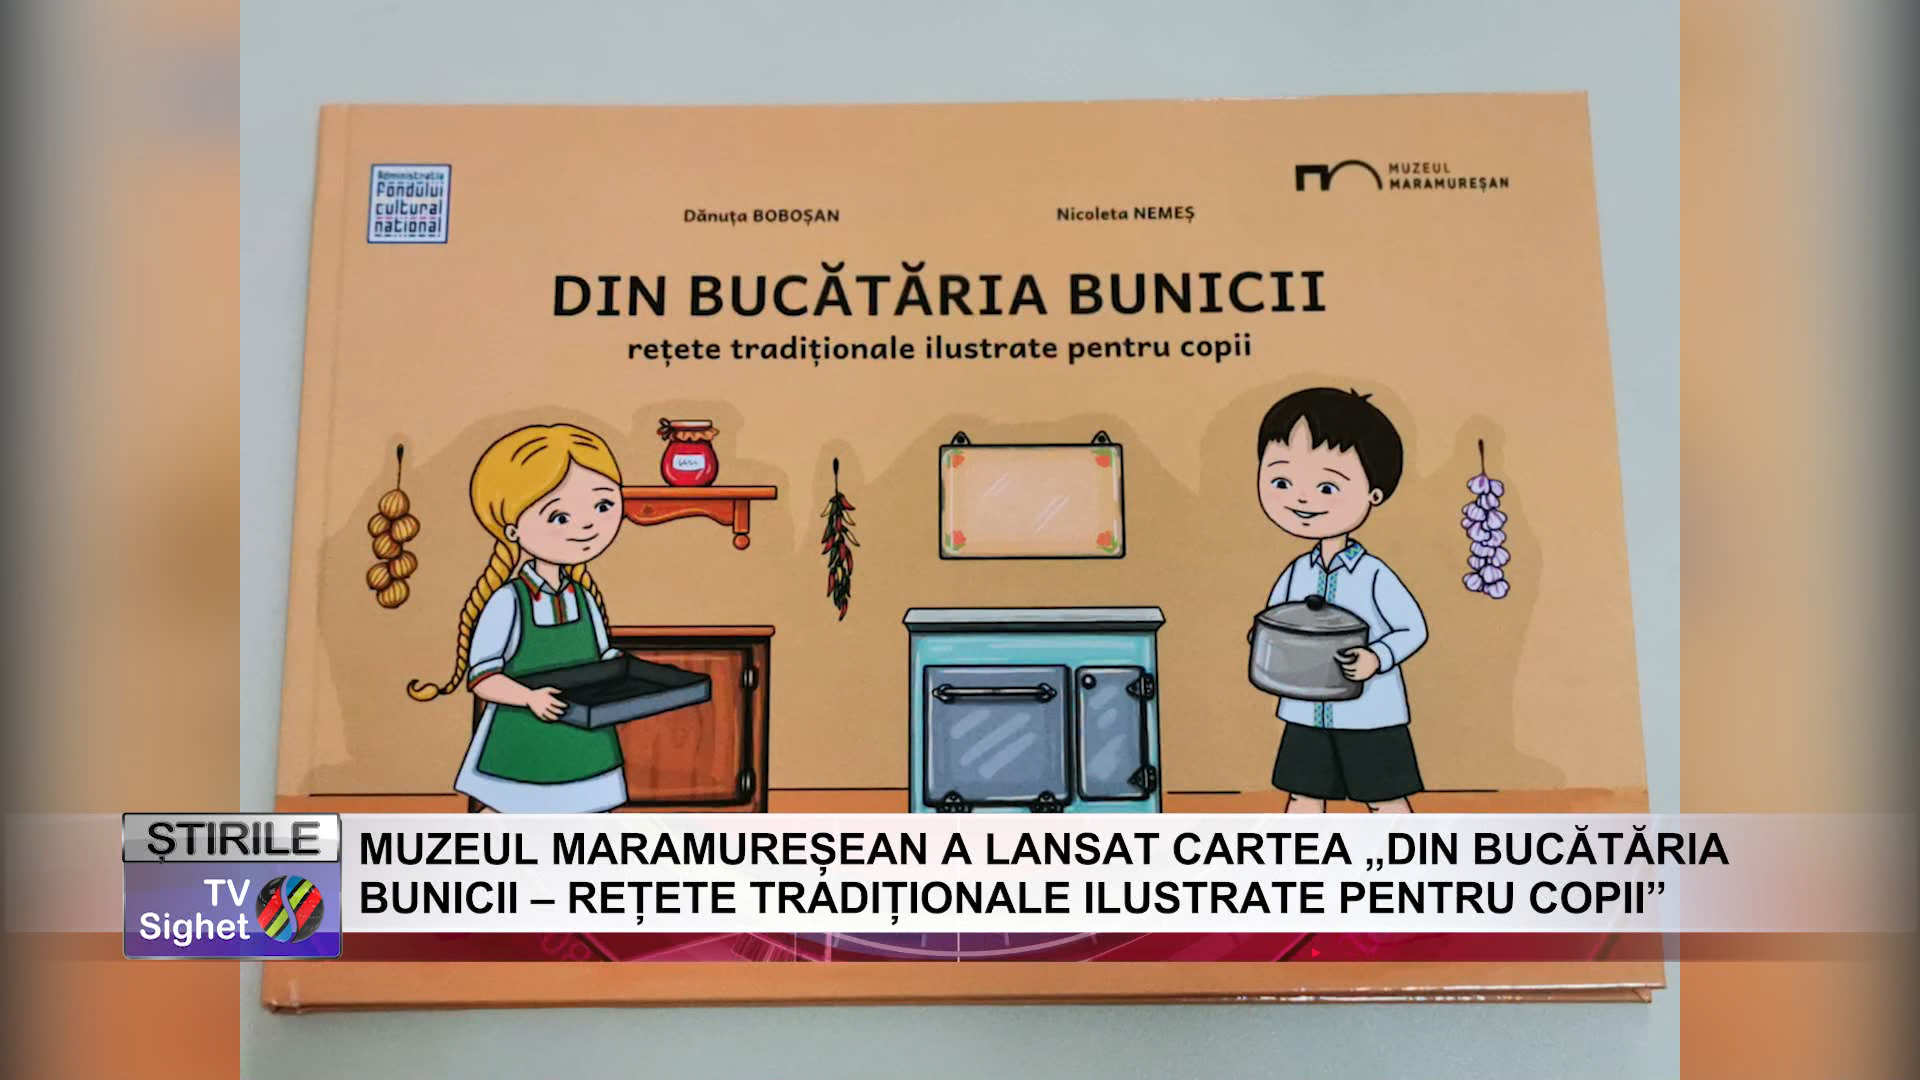 Administrația
Fondului
cultural
național
MUZEUL
MARAMUREȘAN
Dănuța BOBOȘAN
Nicoleta NEMEȘ
DIN BUCĂTĂRIA BUNICII
rețete tradiționale ilustrate pentru copii
ȘTIRILE
TV
Sighet
MUZEUL MARAMUREȘEAN A LANSAT CARTEA „DIN BUCĂTĂRIA
BUNICII – REȚETE TRADIȚIONALE ILUSTRATE PENTRU COPII”